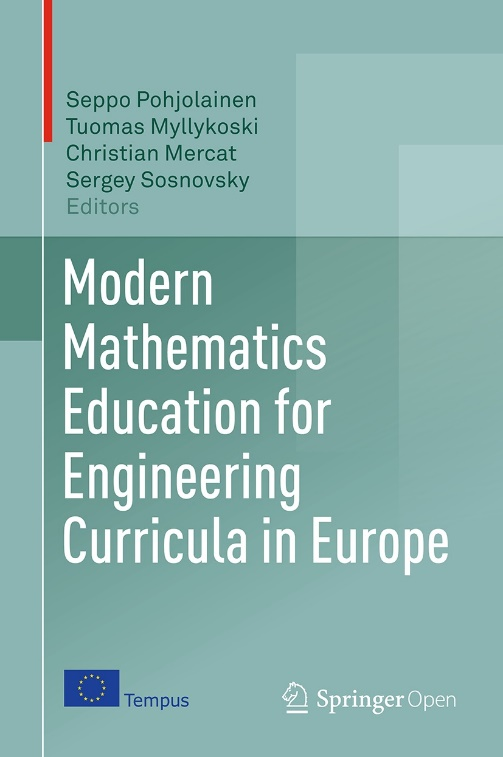 Seppo Pohjolainen
Tuomas Myllykoski
Christian Mercat
Sergey Sosnovsky
Editors
Modern
Mathematics
Education for
Engineering
Curricula in Europe
Tempus
Springer Open